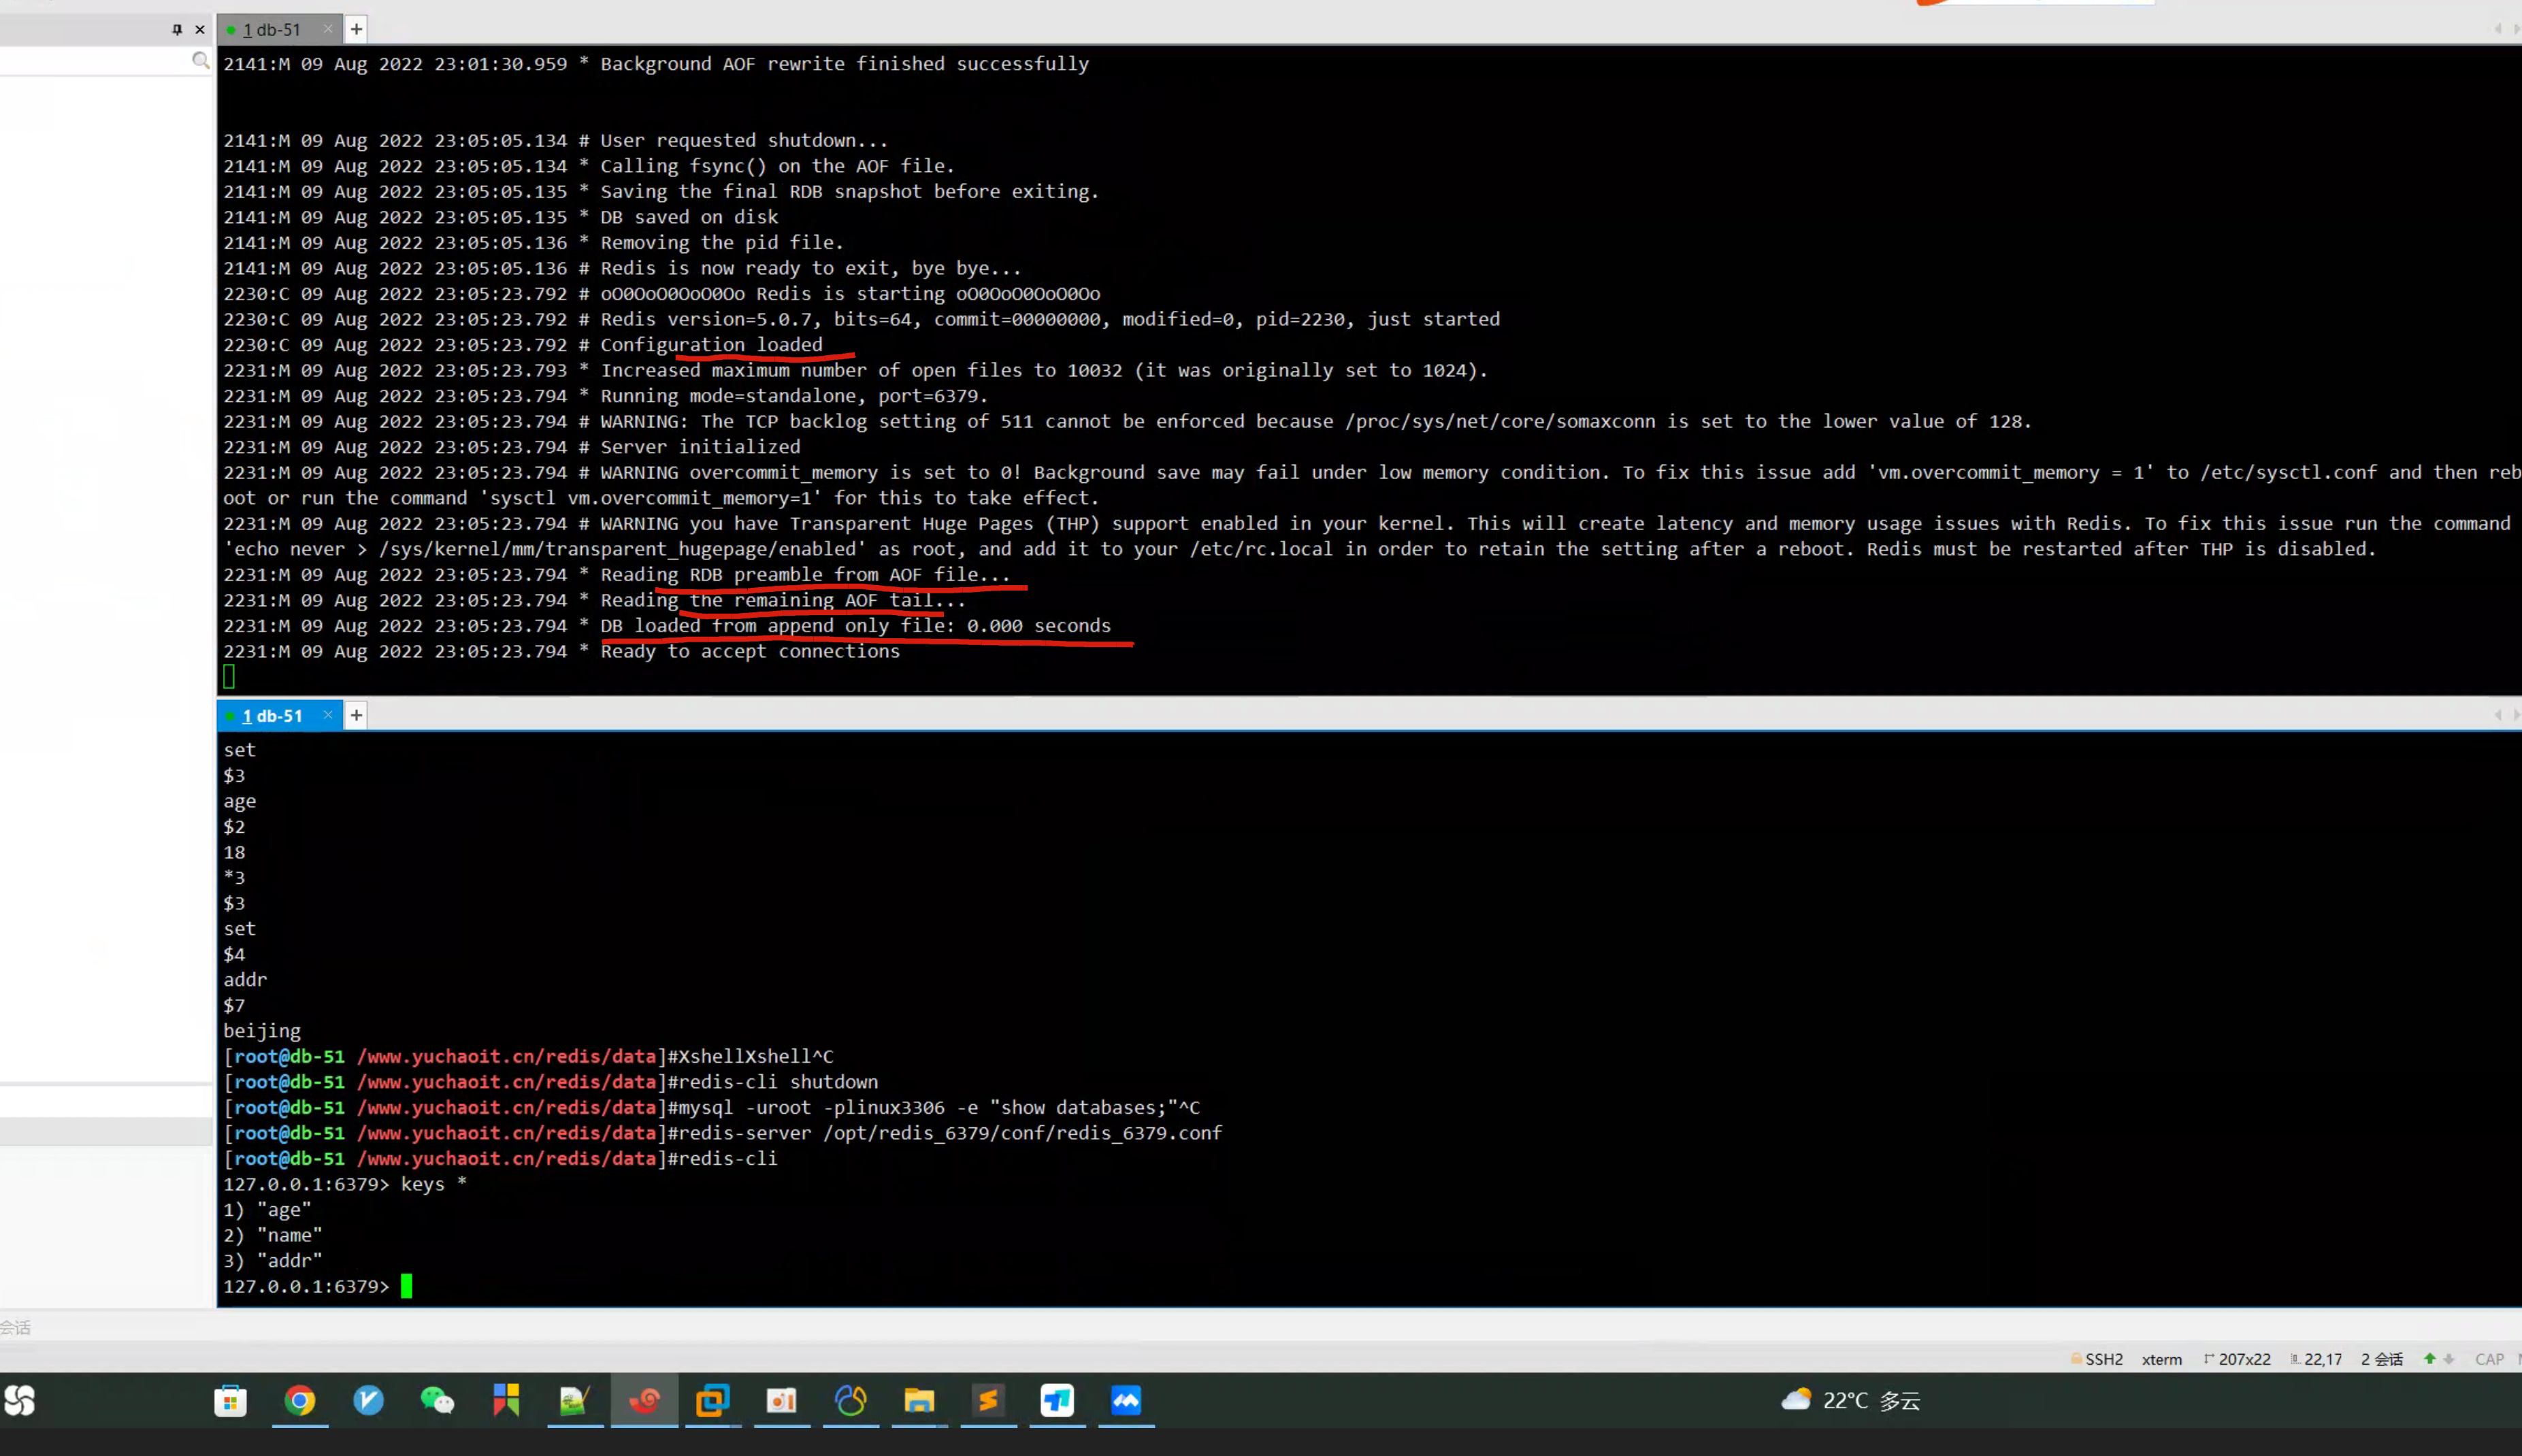 1 db-51
2141:M 09 Aug 2022 23:01:30.959 * Background AOF rewrite finished successfully
2141:M 09 Aug 2022 23:05:05.134 # User requested shutdown...
2141:M 09 Aug 2022 23:05:05.134 * Calling fsync() on the AOF file.
2141:M 09 Aug 2022 23:05:05.135 * Saving the final RDB snapshot before exiting.
2141:M 09 Aug 2022 23:05:05.135 * DB saved on disk
2141:M 09 Aug 2022 23:05:05.136 * Removing the pid file.
2141:M 09 Aug 2022 23:05:05.136 # Redis is now ready to exit, bye bye...
2230:C 09 Aug 2022 23:05:23.792 # oO0OoO0OoO0Oo Redis is starting oO0OoO0OoO0Oo
2230:C 09 Aug 2022 23:05:23.792 # Redis version=5.0.7, bits=64, commit=00000000, modified=0, pid=2230, just started
2230:C 09 Aug 2022 23:05:23.792 # Configuration loaded
2231:M 09 Aug 2022 23:05:23.793 * Increased maximum number of open files to 10032 (it was originally set to 1024).
2231:M 09 Aug 2022 23:05:23.794 * Running mode=standalone, port=6379.
2231:M 09 Aug 2022 23:05:23.794 # WARNING: The TCP backlog setting of 511 cannot be enforced because /proc/sys/net/core/somaxconn is set to the lower value of 128.
2231:M 09 Aug 2022 23:05:23.794 # Server initialized
2231:M 09 Aug 2022 23:05:23.794 # WARNING overcommit_memory is set to 0! Background save may fail under low memory condition. To fix this issue add 'vm.overcommit_memory = 1' to /etc/sysctl.conf and then reb
oot or run the command 'sysctl vm.overcommit_memory=1' for this to take effect.
2231:M 09 Aug 2022 23:05:23.794 # WARNING you have Transparent Huge Pages (THP) support enabled in your kernel. This will create latency and memory usage issues with Redis. To fix this issue run the command
'echo never > /sys/kernel/mm/transparent_hugepage/enabled' as root, and add it to your /etc/rc.local in order to retain the setting after a reboot. Redis must be restarted after THP is disabled.
2231:M 09 Aug 2022 23:05:23.794 * Reading RDB preamble from AOF file...
2231:M 09 Aug 2022 23:05:23.794 * Reading the remaining AOF tail...
2231:M 09 Aug 2022 23:05:23.794 * DB loaded from append only file: 0.000 seconds
2231:M 09 Aug 2022 23:05:23.794 * Ready to accept connections
1 db-51
set
$3
age
$2
18
*3
$3
set
$4
addr
$7
beijing
[root@db-51 /www.yuchaoit.cn/redis/data]#XshellXshell^C
[root@db-51 /www.yuchaoit.cn/redis/data]#redis-cli shutdown
[root@db-51 /www.yuchaoit.cn/redis/data]#mysql -uroot -plinux3306 -e "show databases;"^C
[root@db-51 /www.yuchaoit.cn/redis/data]#redis-server /opt/redis_6379/conf/redis_6379.conf
[root@db-51 /www.yuchaoit.cn/redis/data]#redis-cli
127.0.0.1:6379> keys *
1) "age"
2) "name"
3) "addr"
127.0.0.1:6379>
会话
SSH2 xterm 207x22 22,17 2 会话 CAP
22°C 多云